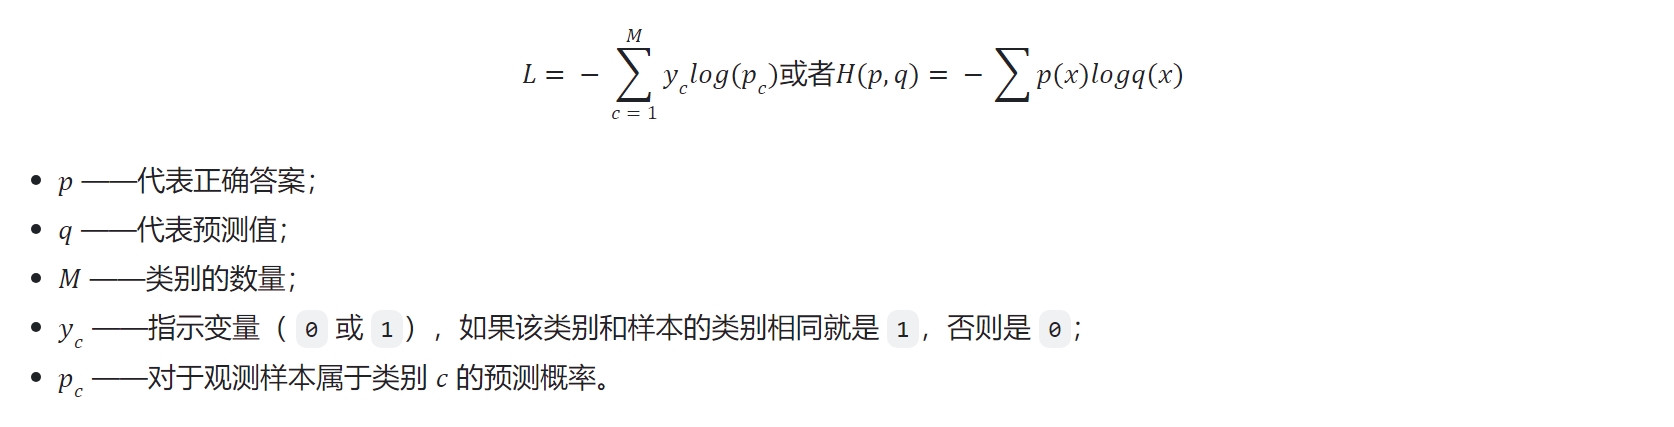 L = − ∑_{c = 1}^{M} y_c log(p_c)或者H(p, q) = − ∑ p(x)logq(x)
• p ——代表正确答案；
• q ——代表预测值；
• M ——类别的数量；
• y_c ——指示变量（ 0 或 1 ），如果该类别和样本的类别相同就是 1 ，否则是 0 ；
• p_c ——对于观测样本属于类别 c 的预测概率。